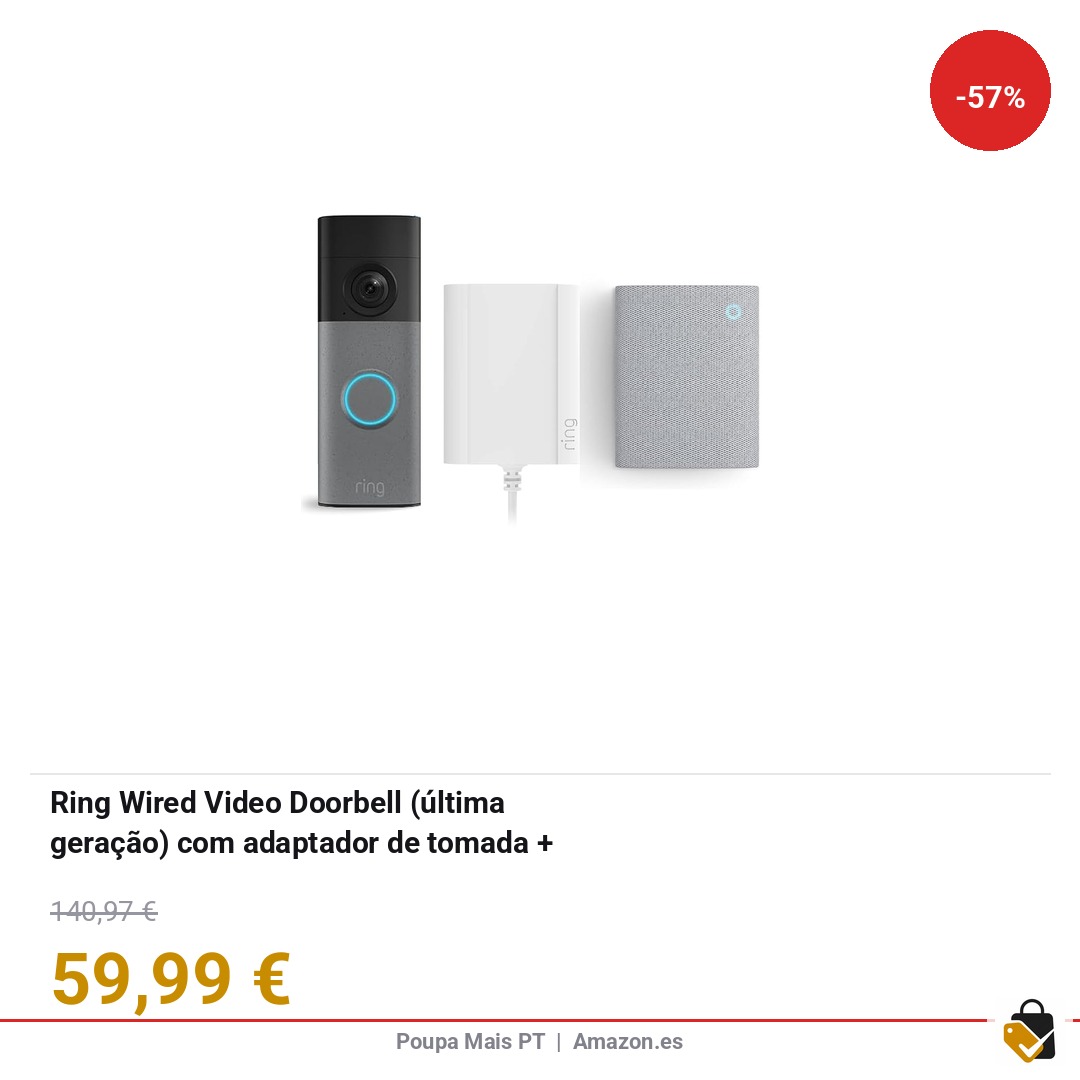 -57%
ring
ring
Ring Wired Video Doorbell (última
geração) com adaptador de tomada +
140,97 €
59,99 €
Poupa Mais PT | Amazon.es